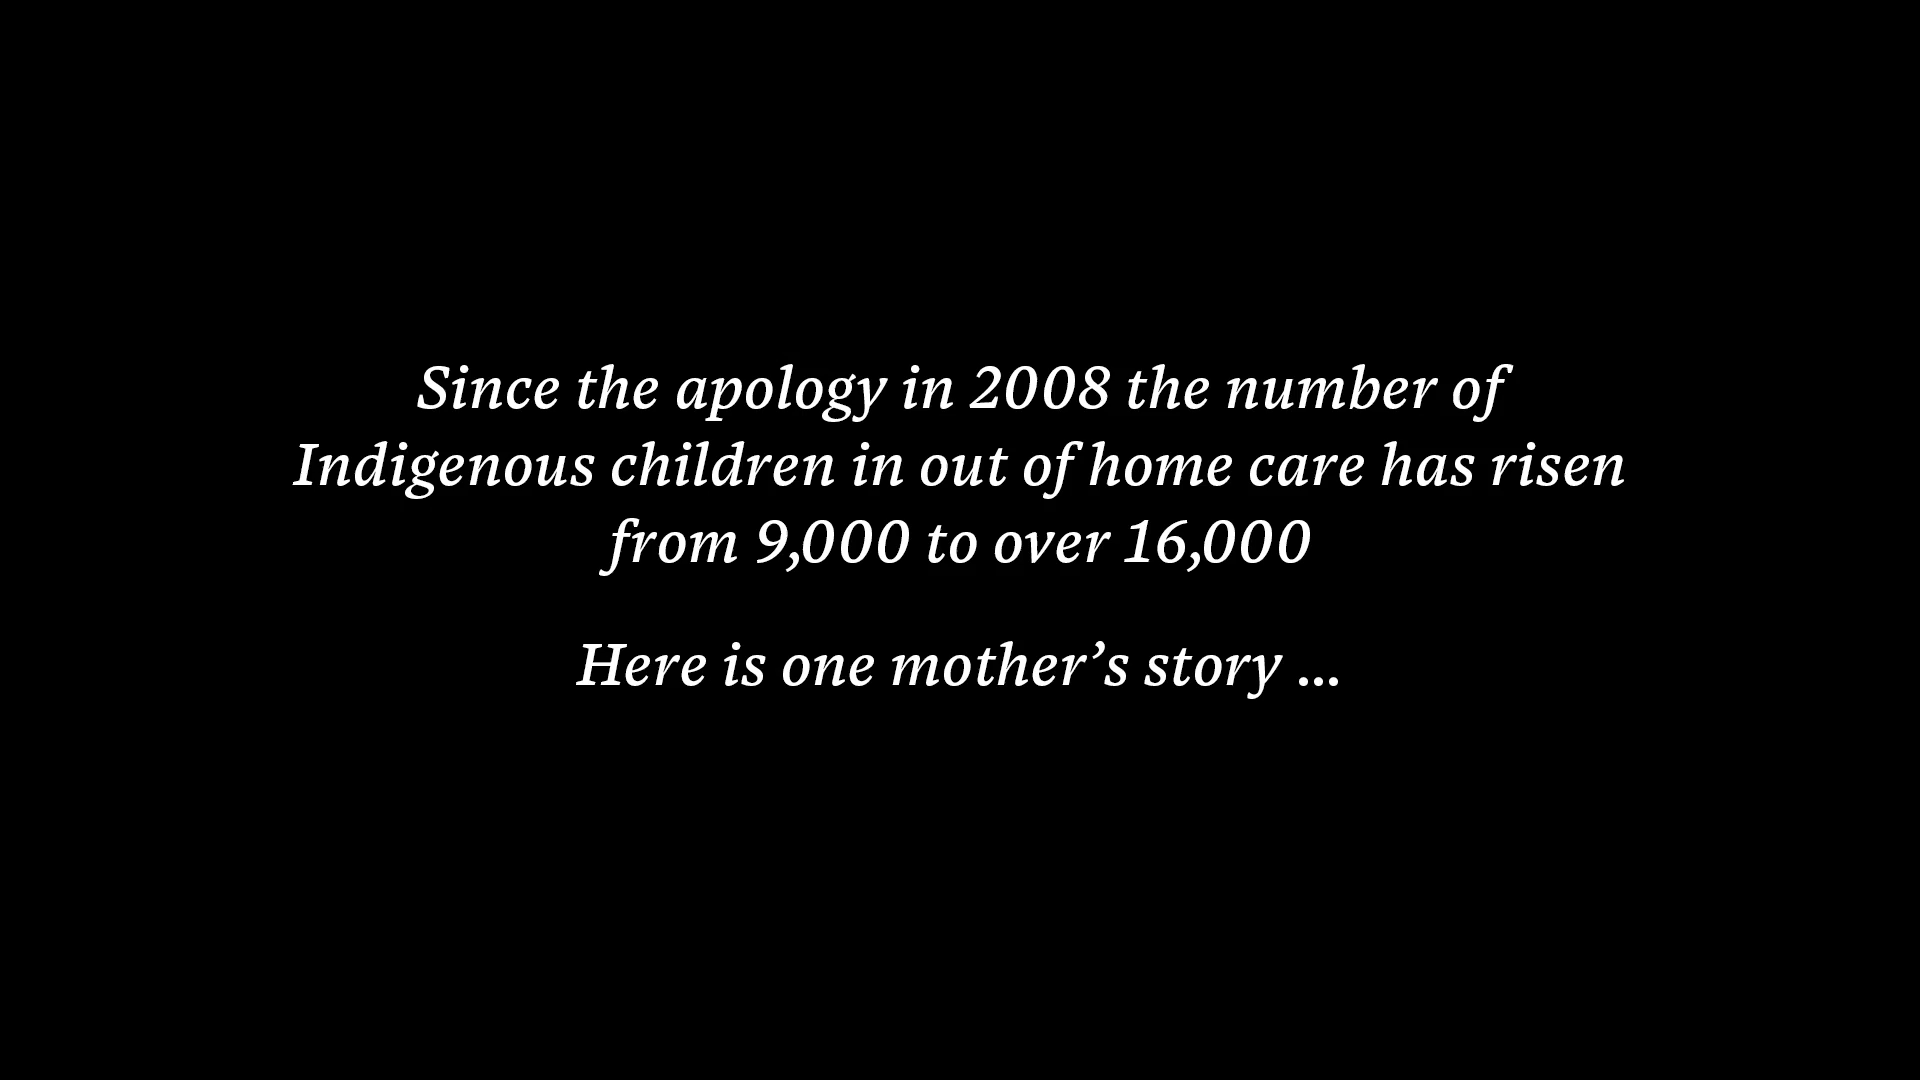 Since the apology in 2008 the number of
Indigenous children in out of home care has risen
from 9,000 to over 16,000
Here is one mother’s story ...